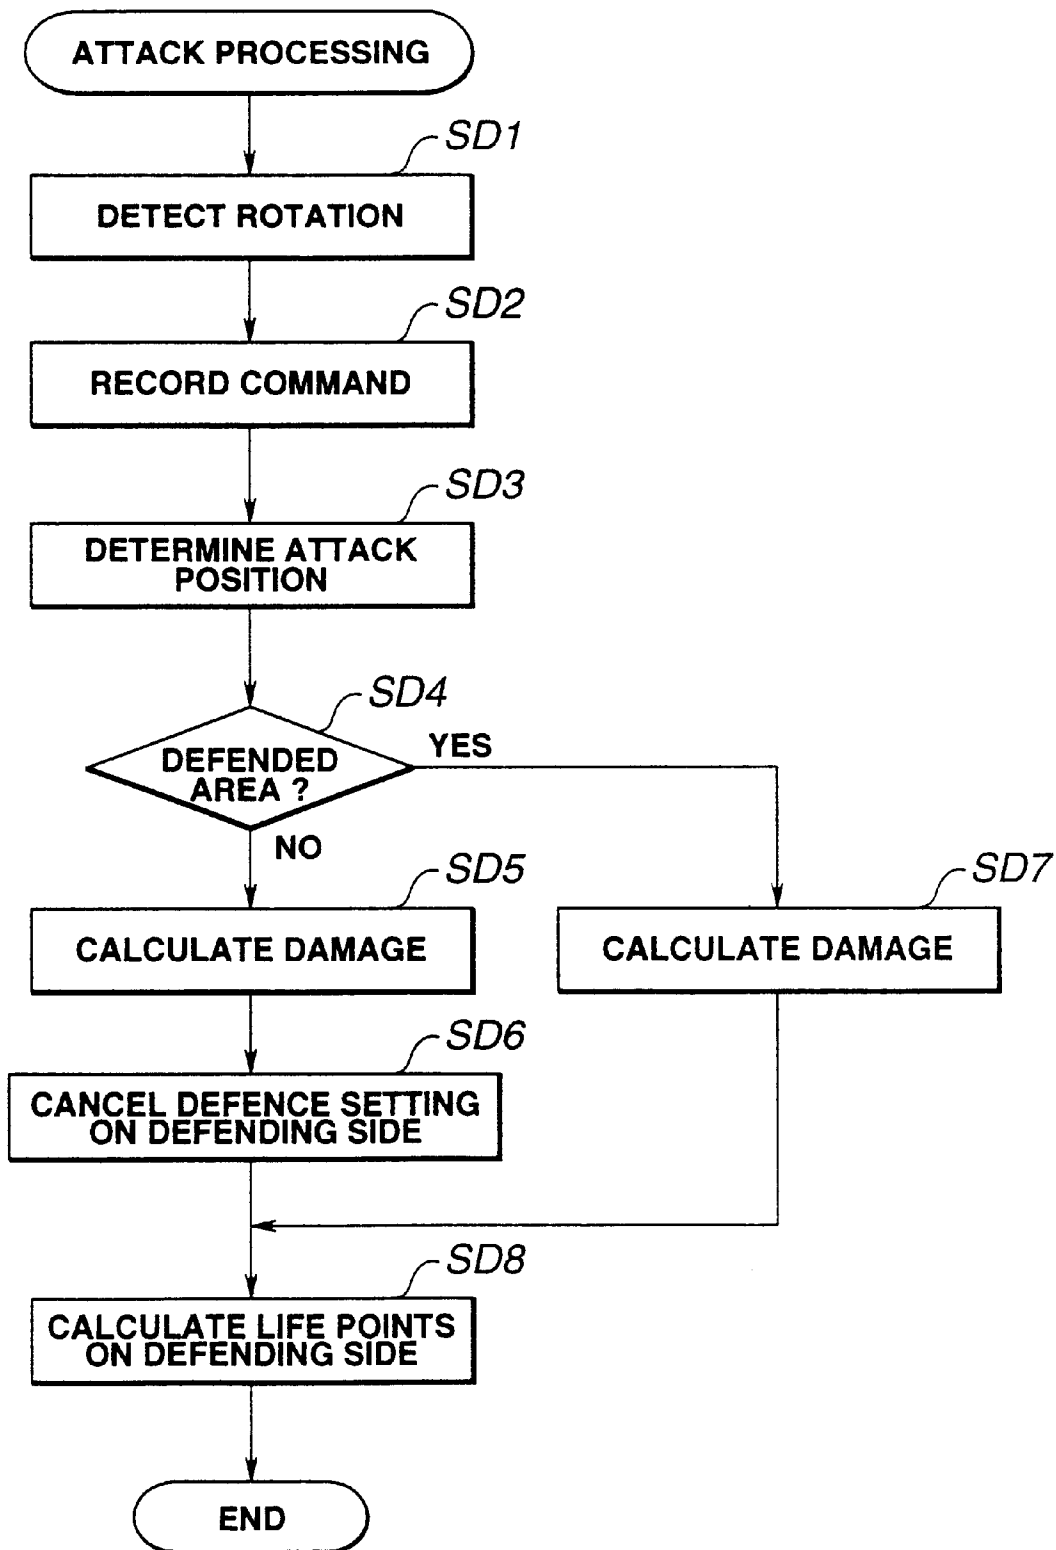 ATTACK PROCESSING
SD1
DETECT ROTATION
SD2
RECORD COMMAND
SD3
DETERMINE ATTACK
POSITION
SD4
DEFENDED
AREA ?
YES
NO
SD5
CALCULATE DAMAGE
SD7
CALCULATE DAMAGE
SD6
CANCEL DEFENCE SETTING
ON DEFENDING SIDE
SD8
CALCULATE LIFE POINTS
ON DEFENDING SIDE
END